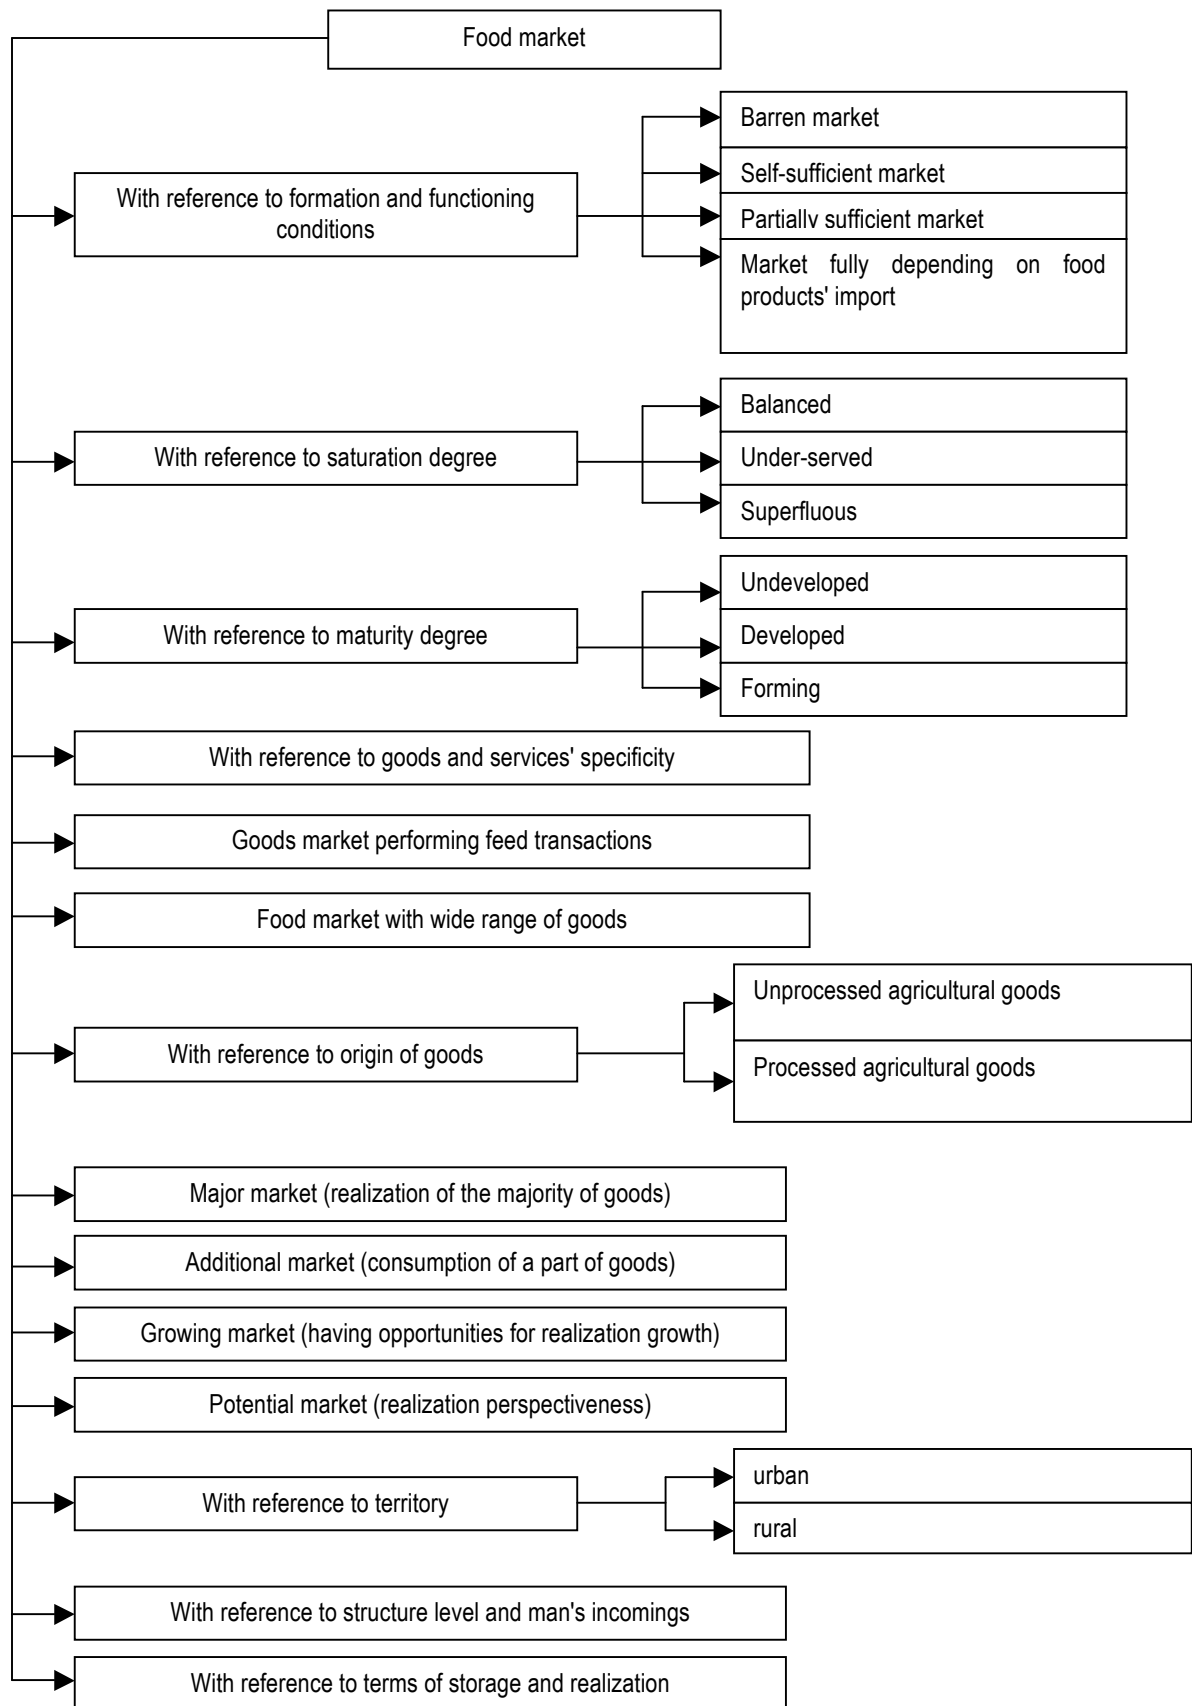 Food market
Barren market
Self-sufficient market
With reference to formation and functioning
conditions
Partially sufficient market
Market fully depending on food
products' import
Balanced
With reference to saturation degree
Under-served
Superfluous
Undeveloped
With reference to maturity degree
Developed
Forming
With reference to goods and services' specificity
Goods market performing feed transactions
Food market with wide range of goods
Unprocessed agricultural goods
With reference to origin of goods
Processed agricultural goods
Major market (realization of the majority of goods)
Additional market (consumption of a part of goods)
Growing market (having opportunities for realization growth)
Potential market (realization perspectiveness)
urban
With reference to territory
rural
With reference to structure level and man's incomings
With reference to terms of storage and realization